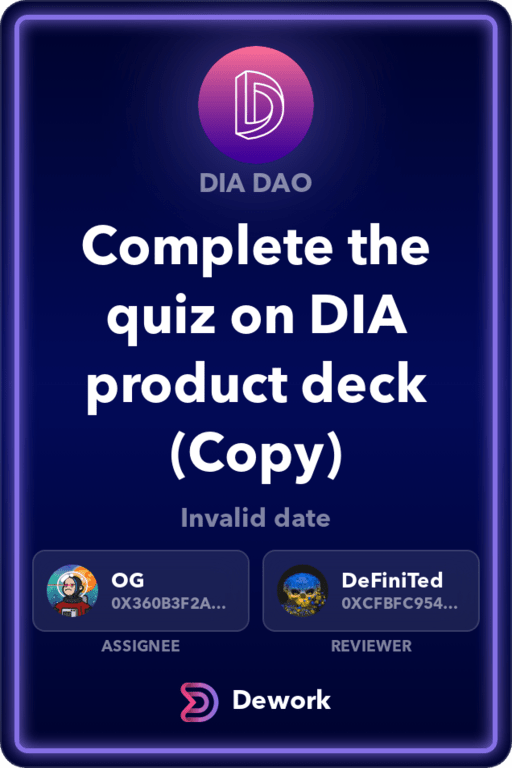 DIA DAO
Complete the
quiz on DIA
product deck
(Copy)
Invalid date
OG
0X360B3F2A...
ASSIGNEE
DeFiniTed
0XCFBFC954...
REVIEWER
Dework